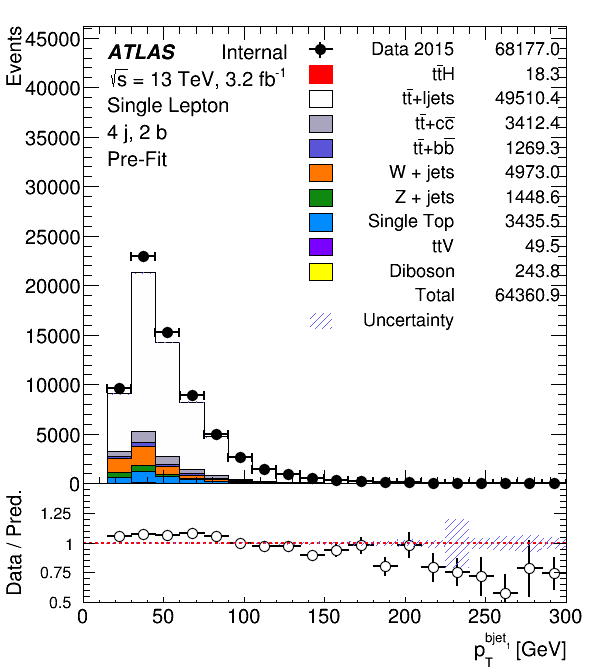 Events
45000
40000
35000
30000
25000
20000
15000
10000
5000
0
ATLAS Internal
√s = 13 TeV, 3.2 fb⁻¹
Single Lepton
4 j, 2 b
Pre-Fit
Data 2015 68177.0
tt̄H 18.3
tt̄+ljets 49510.4
tt̄+cc̄ 3412.4
tt̄+bb̄ 1269.3
W + jets 4973.0
Z + jets 1448.6
Single Top 3435.5
ttV 49.5
Diboson 243.8
Total 64360.9
Uncertainty
Data / Pred.
1.25
1
0.75
0.5
0 50 100 150 200 250 300
p_T^bjet, [GeV]